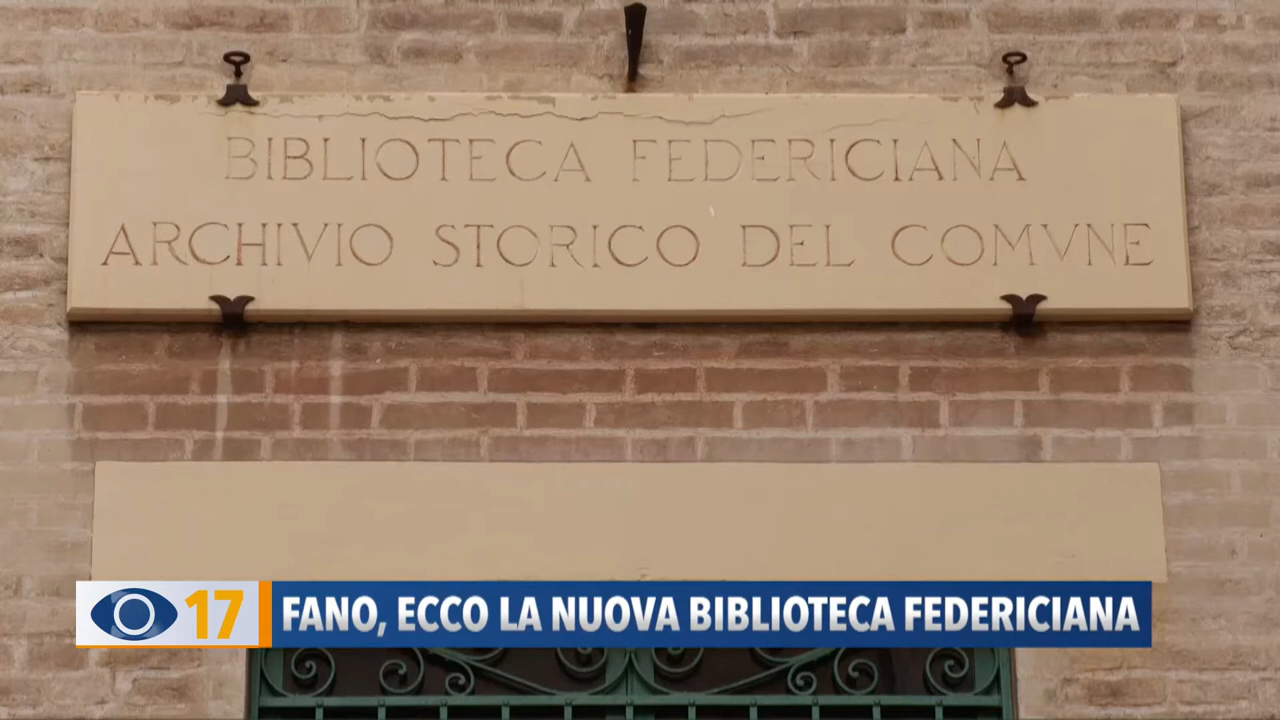 BIBLIOTECA FEDERICIANA
ARCHIVIO STORICO DEL COMVNE
17 FANO, ECCO LA NUOVA BIBLIOTECA FEDERICIANA